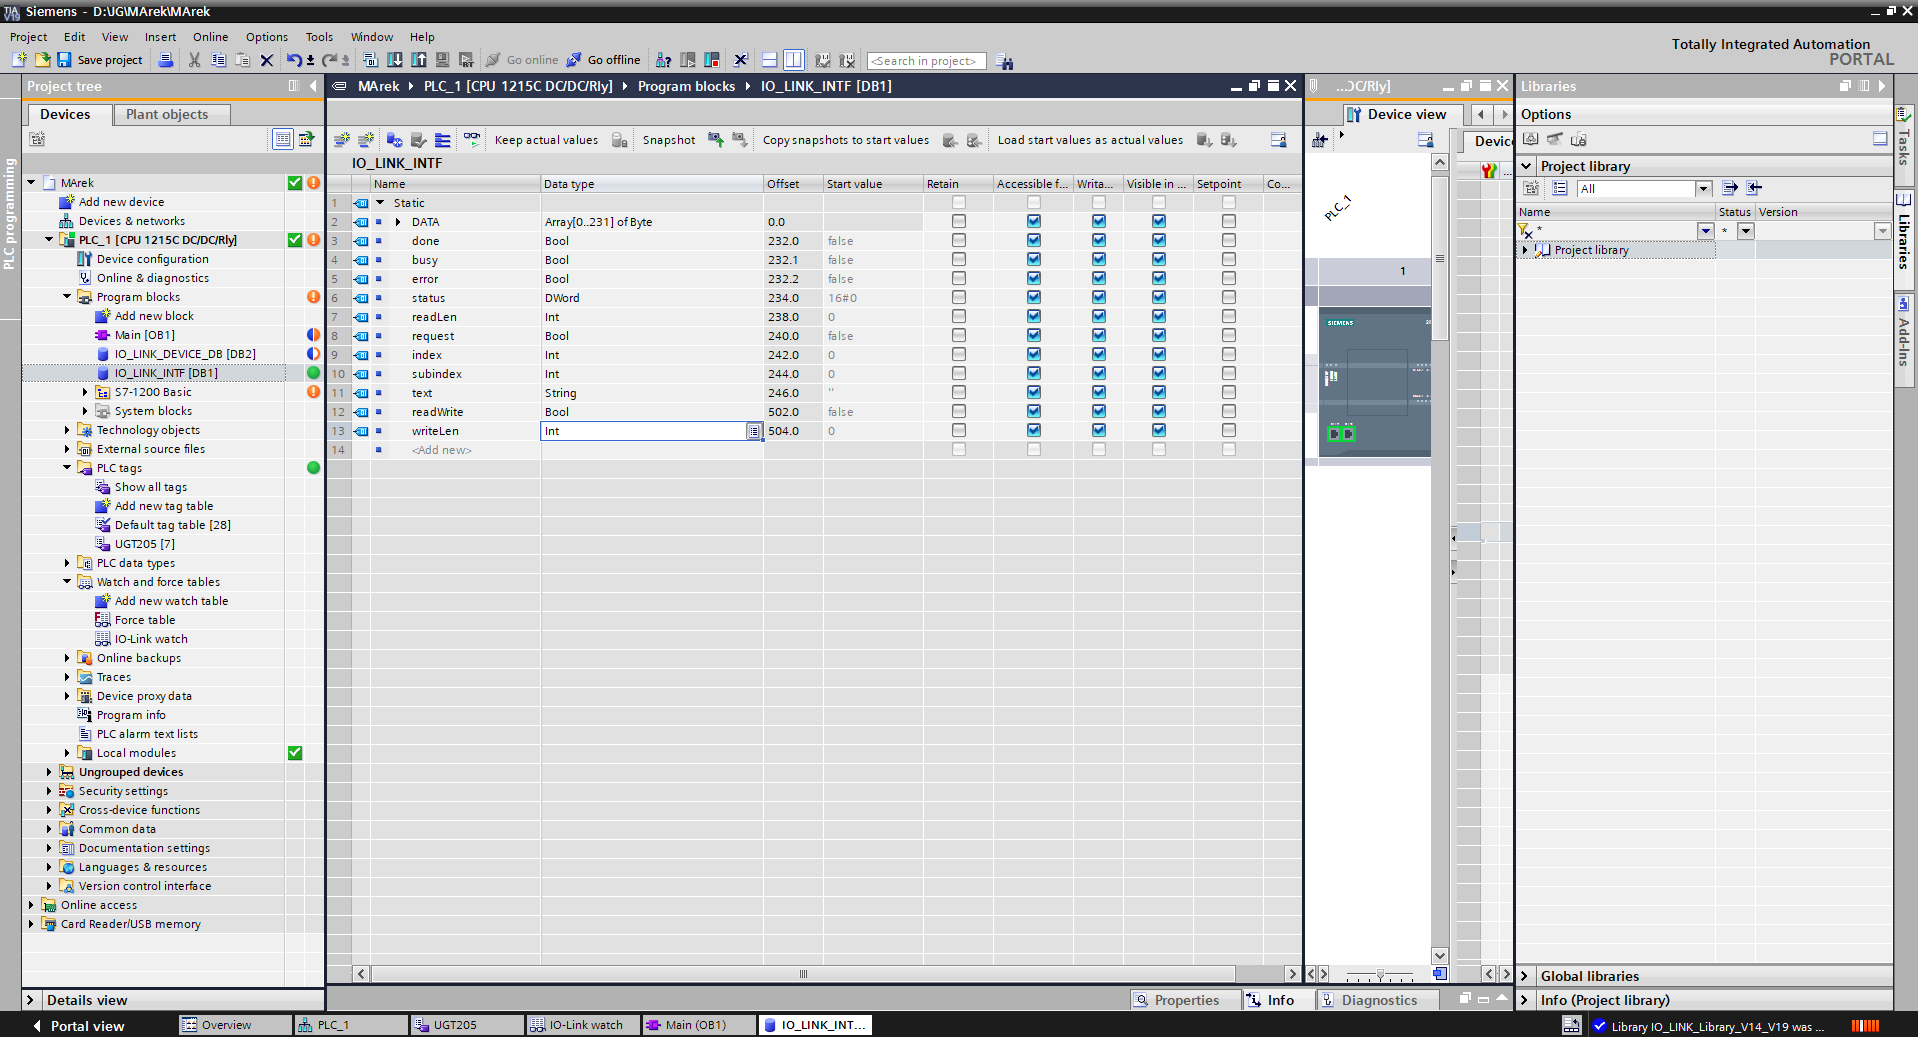 Siemens - D:\JG\MArek\MArek
Project Edit View Insert Online Options Tools Window Help
Totally Integrated Automation
PORTAL
Save project
Go online
Go offline
<Search in project>
Project tree
Devices
Plant objects
PLC programming
MArek
Add new device
Devices & networks
PLC_1 [CPU 1215C DC/DC/Rly]
Device configuration
Online & diagnostics
Program blocks
Add new block
Main [OB1]
IO_LINK_DEVICE_DB [DB2]
IO_LINK_INTF [DB1]
S7-1200 Basic
System blocks
Technology objects
External source files
PLC tags
Show all tags
Add new tag table
Default tag table [28]
UGT205 [7]
PLC data types
Watch and force tables
Add new watch table
Force table
IO-Link watch
Online backups
Traces
Device proxy data
Program info
PLC alarm text lists
Local modules
Ungrouped devices
Security settings
Cross-device functions
Common data
Documentation settings
Languages & resources
Version control interface
Online access
Card Reader/USB memory
Details view
MArek PLC_1 [CPU 1215C DC/DC/Rly] Program blocks IO_LINK_INTF [DB1]
Keep actual values Snapshot Copy snapshots to start values Load start values as actual values
IO_LINK_INTF
Name Data type Offset Start value Retain Accessible f... Writa... Visible in ... Setpoint Co...
1 Static
2 DATA Array[0..231] of Byte 0.0
3 done Bool 232.0 false
4 busy Bool 232.1 false
5 error Bool 232.2 false
6 status DWord 234.0 16#0
7 readLen Int 238.0 0
8 request Bool 240.0 false
9 index Int 242.0 0
10 subindex Int 244.0 0
11 text String 246.0 ''
12 readWrite Bool 502.0 false
13 writeLen Int 504.0 0
14 <Add new>
...DC/Rly]
Device view
Devic
PLC_1
1
SIEMENS
Libraries
Options
Project library
All
Name Status Version
* *
Project library
Global libraries
Info (Project library)
Tasks
Libraries
Add-Ins
Properties
Info
Diagnostics
Portal view
Overview
PLC_1
UGT205
IO-Link watch
Main (OB1)
IO_LINK_INT...
Library IO_LINK_Library_V14_V19 was ...